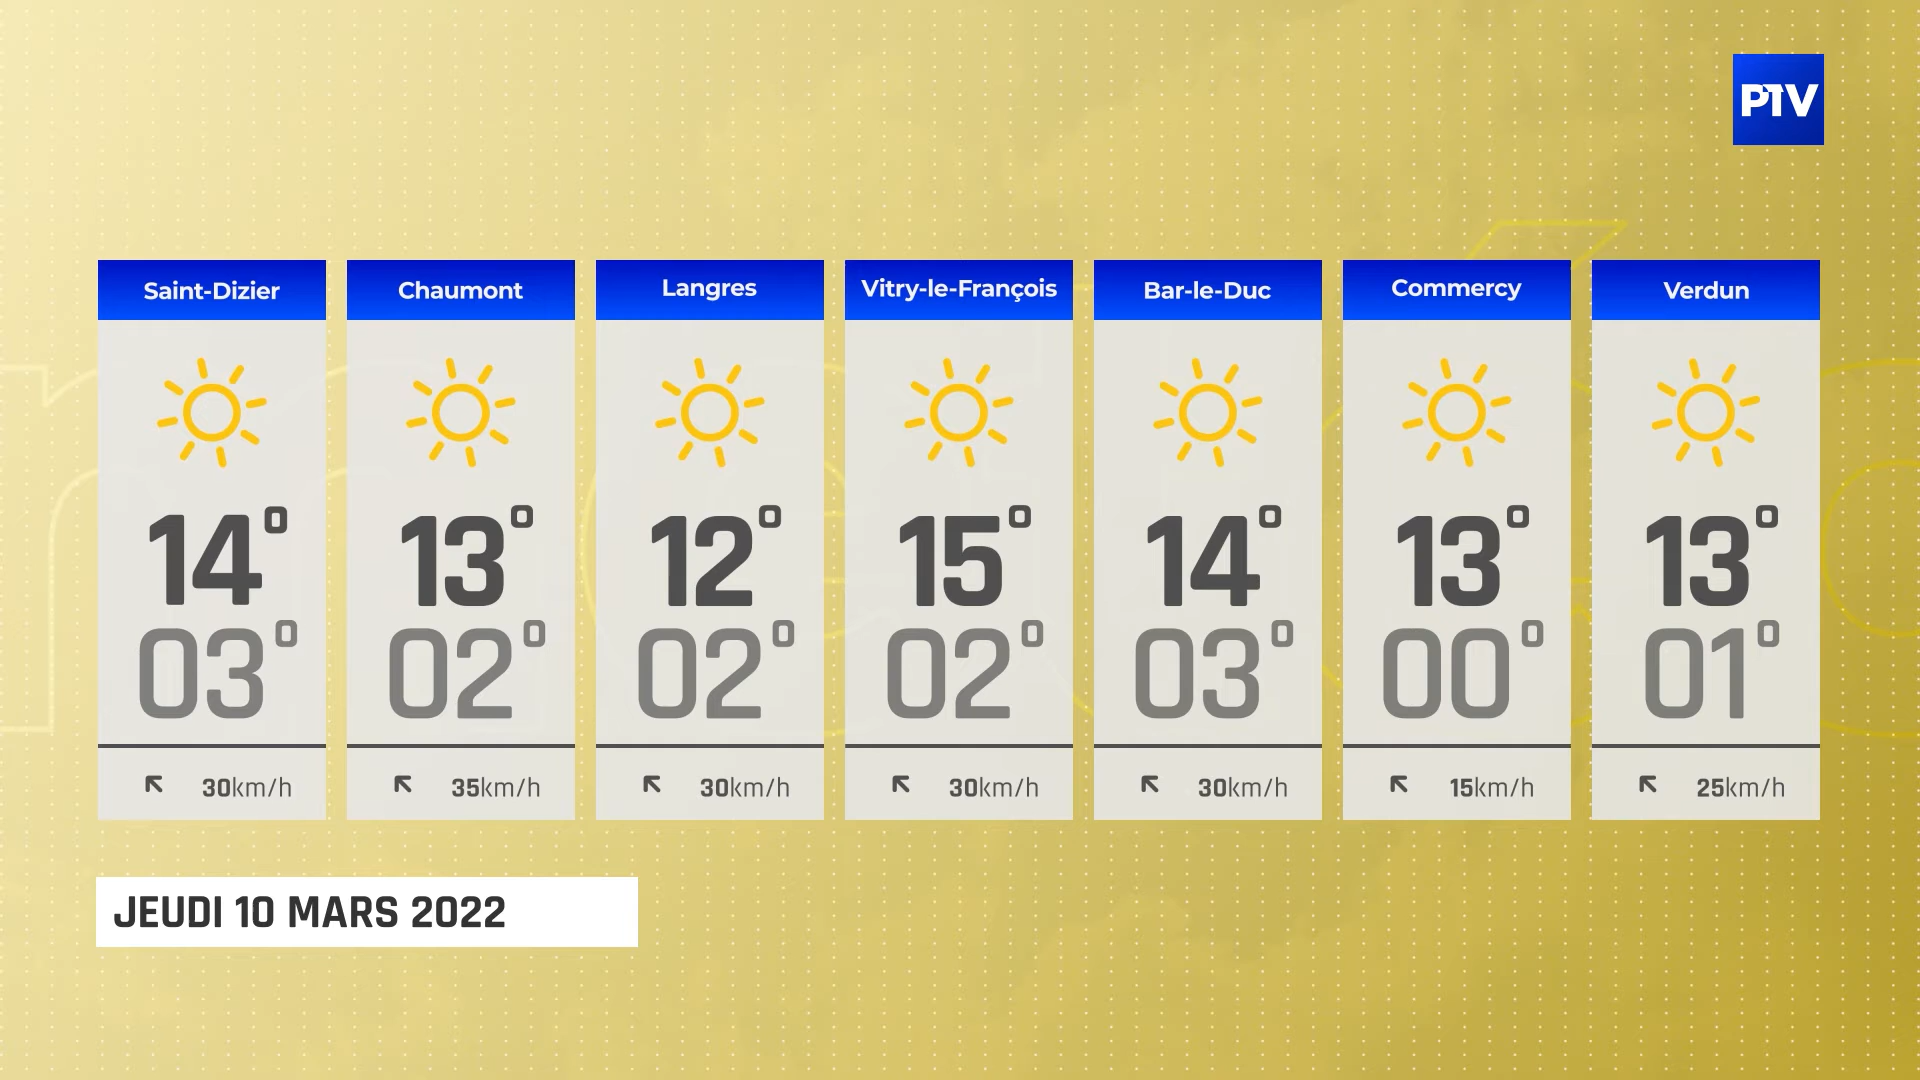 PTV
Saint-Dizier
14°
03°
30km/h
Chaumont
13°
02°
35km/h
Langres
12°
02°
30km/h
Vitry-le-François
15°
02°
30km/h
Bar-le-Duc
14°
03°
30km/h
Commercy
13°
00°
15km/h
Verdun
13°
01°
25km/h
JEUDI 10 MARS 2022